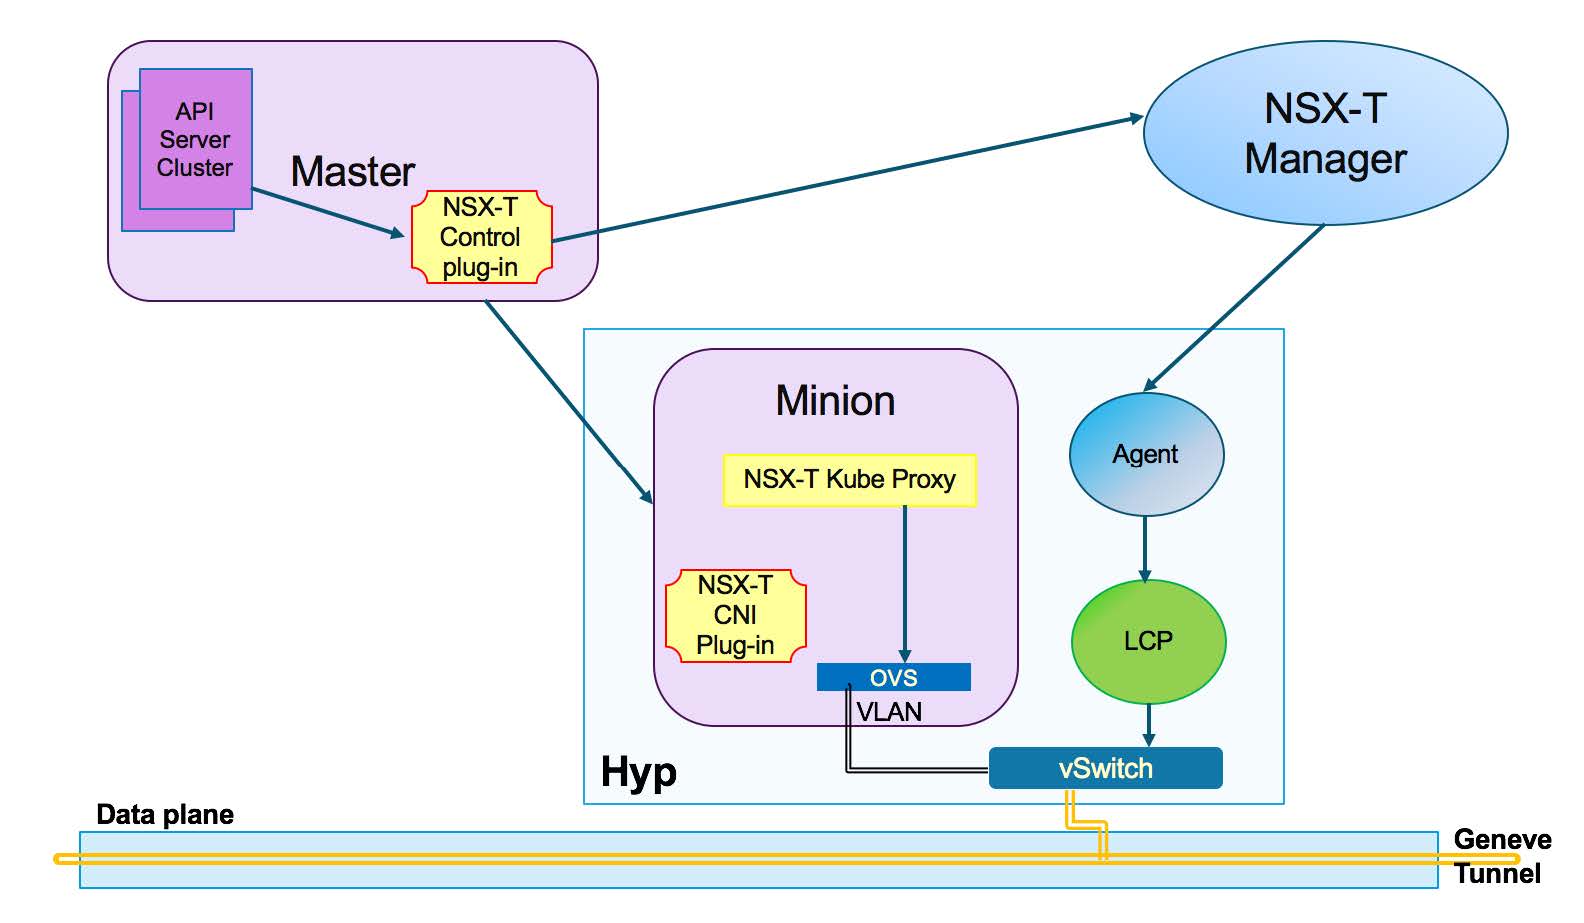 API
Server
Cluster
Master
NSX-T
Control
plug-in
NSX-T
Manager
Minion
NSX-T Kube Proxy
NSX-T
CNI
Plug-in
OVS
VLAN
Agent
LCP
vSwitch
Hyp
Data plane
Geneve
Tunnel